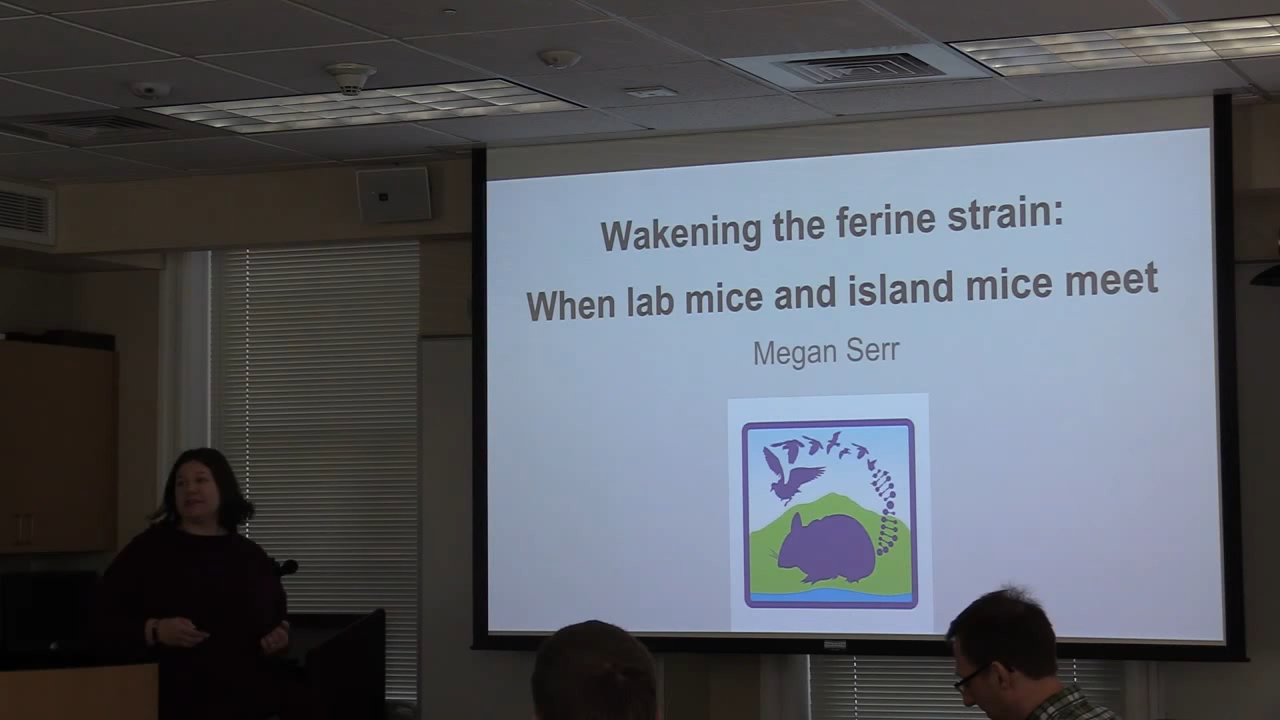 Wakening the ferine strain:
When lab mice and island mice meet
Megan Serr